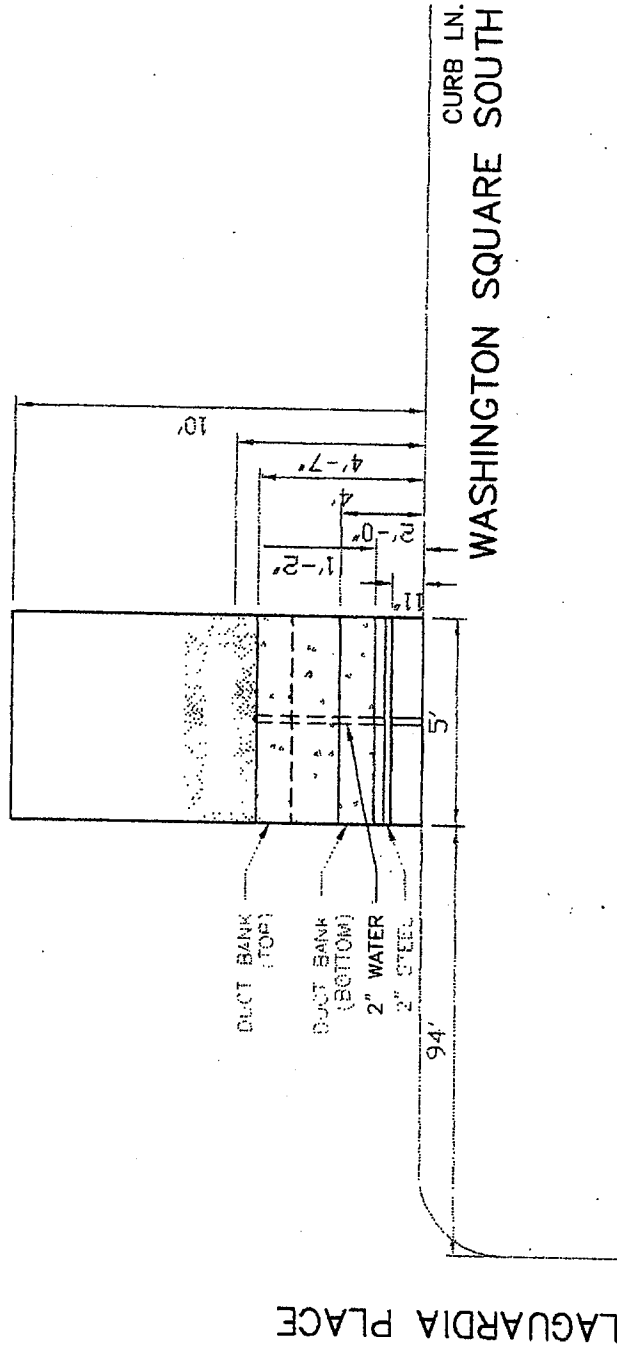 10'
4'-7"
4'
2'-0"
1'-2"
11"
5'
94'
DUCT BANK
(TOP)
DUCT BANK
(BOTTOM)
2" WATER
2" STEEL
CURB LN.
WASHINGTON SQUARE SOUTH
LAGUARDIA PLACE